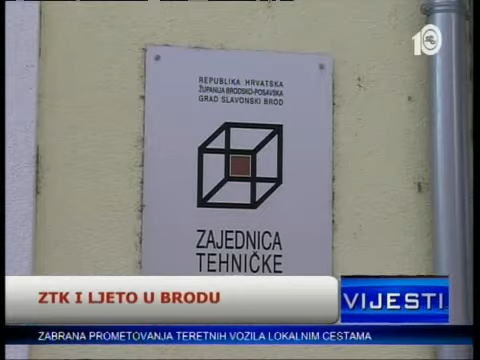 10
REPUBLIKA HRVATSKA
ŽUPANIJA BRODSKO-POSAVSKA
GRAD SLAVONSKI BROD
ZAJEDNICA
TEHNIČKE
ZTK I LJETO U BRODU
VIJESTI
ZABRANA PROMETOVANJA TERETNIH VOZILA LOKALNIM CESTAMA